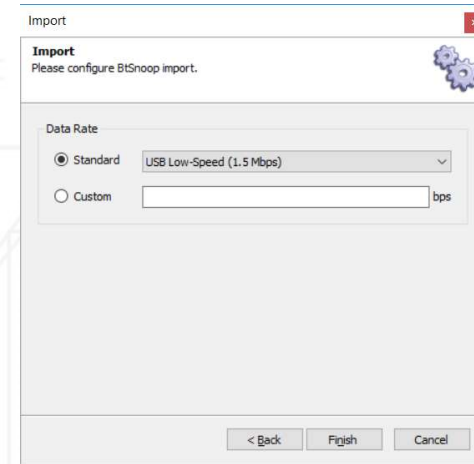 Import
Import
Please configure BtSnoop import.
Data Rate
Standard
USB Low-Speed (1.5 Mbps)
Custom
bps
< Back
Finish
Cancel